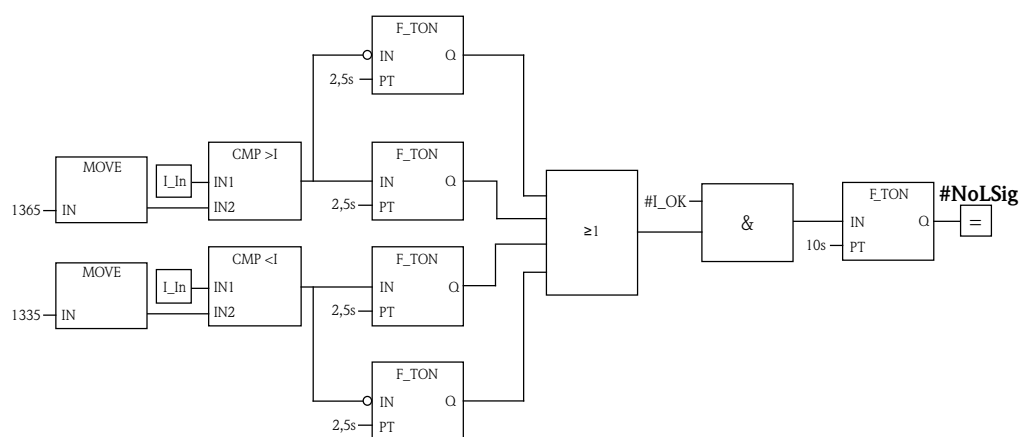 F_TON
IN Q
2,5s PT
MOVE
1365 IN
I_In
CMP >I
IN1
IN2
F_TON
IN Q
2,5s PT
MOVE
1335 IN
I_In
CMP <I
IN1
IN2
F_TON
IN Q
2,5s PT
F_TON
IN Q
2,5s PT
≥1
#I_OK
&
F_TON
IN Q
10s PT
#NoLSig
=